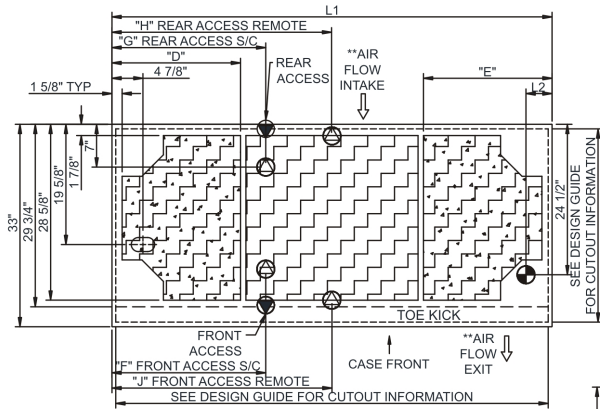 L1
"H" REAR ACCESS REMOTE
"G" REAR ACCESS S/C
"D"
4 7/8"
1 5/8" TYP
REAR
ACCESS
**AIR
FLOW
INTAKE
"E"
L2
33"
29 3/4"
28 5/8"
19 5/8"
1 7/8"
7"
24 1/2"
SEE DESIGN GUIDE
FOR CUTOUT INFORMATION
TOE KICK
FRONT
ACCESS
"F" FRONT ACCESS S/C
"J" FRONT ACCESS REMOTE
CASE FRONT
**AIR
FLOW
EXIT
SEE DESIGN GUIDE FOR CUTOUT INFORMATION